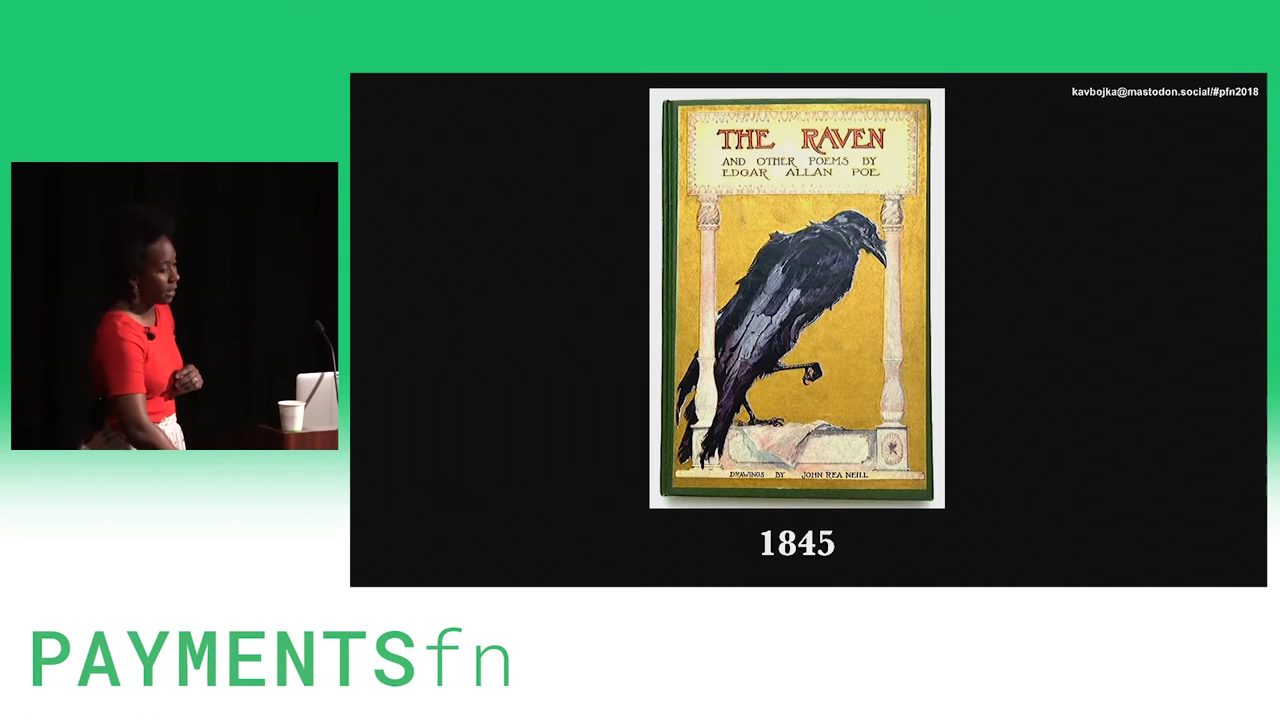 kavbojka@mastodon.social/#pfn2018
THE RAVEN
AND OTHER POEMS BY
EDGAR ALLAN POE
DRAWINGS BY JOHN REA NEILL
1845
PAYMENTSfn